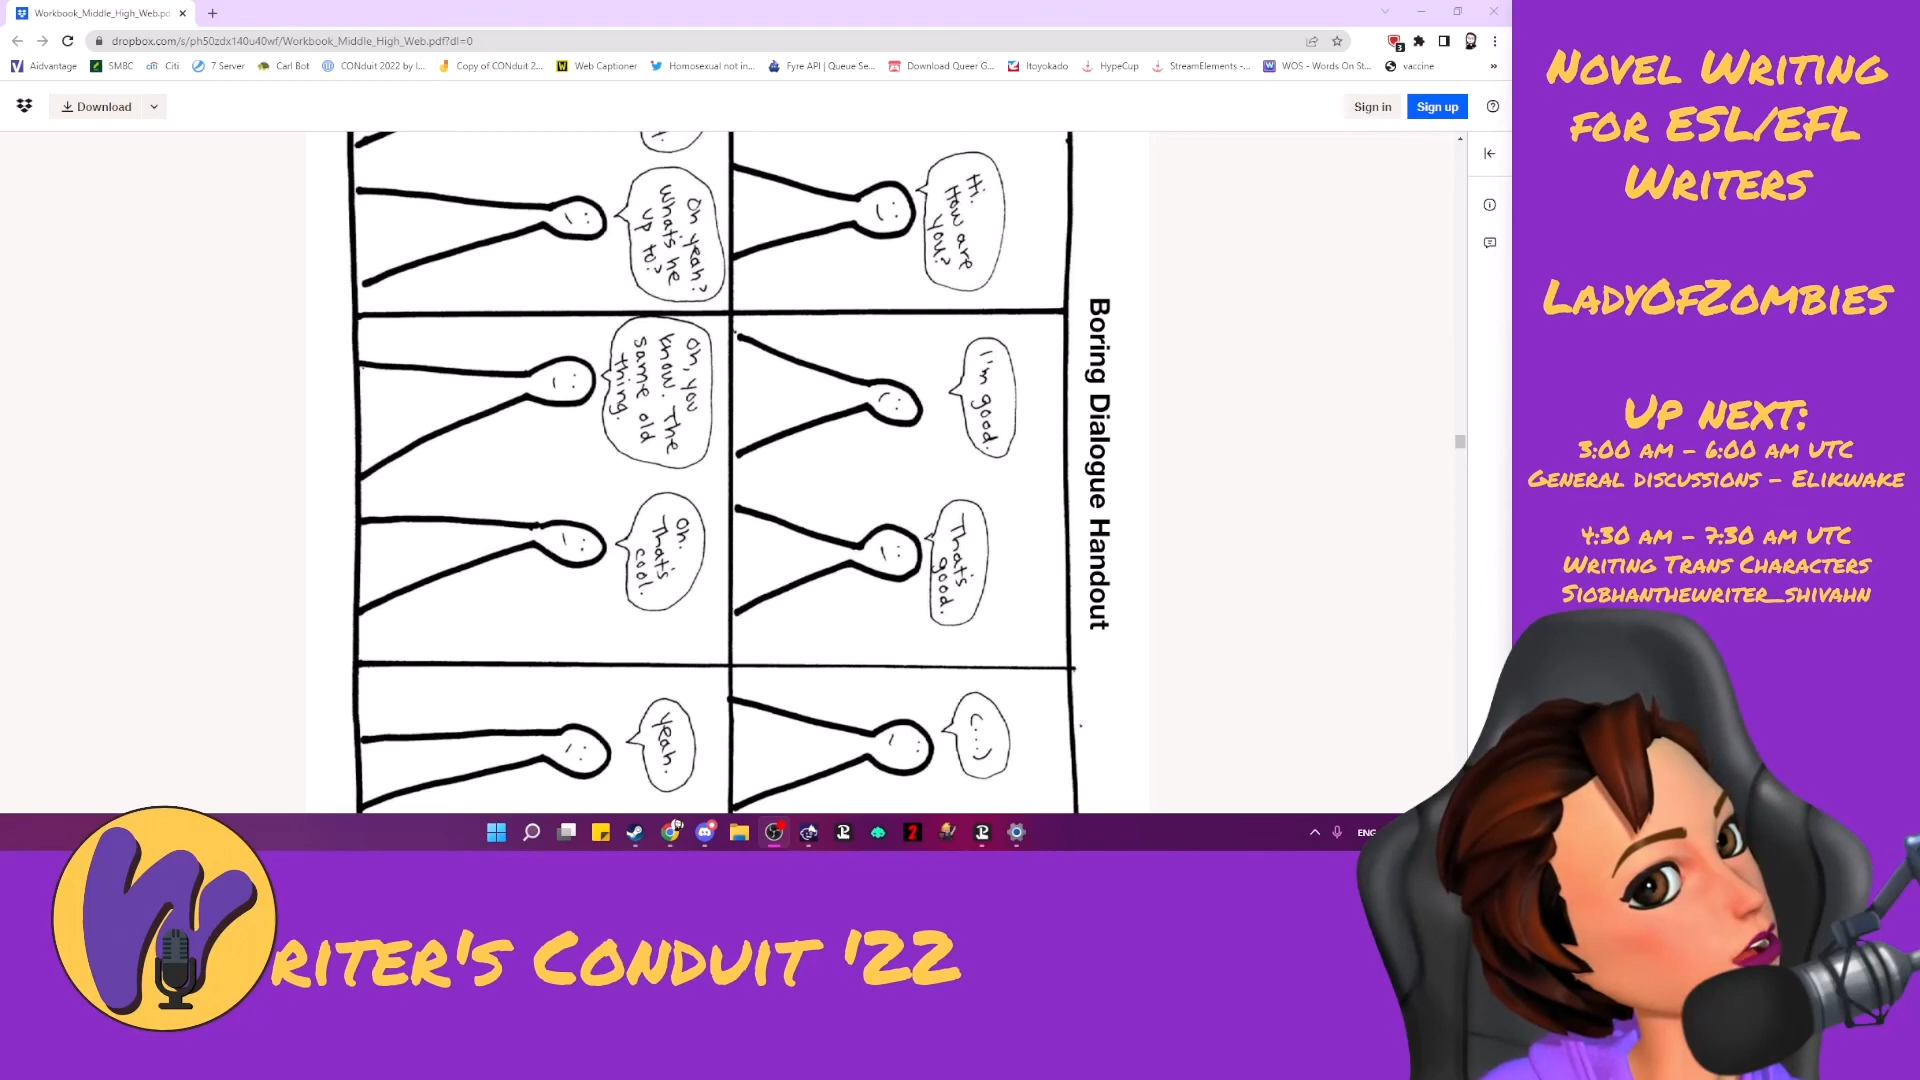 Workbook_Middle_High_Web.pd
dropbox.com/s/ph50zdx140u40wf/Workbook_Middle_High_Web.pdf?dl=0
3
Aidvantage
SMBC
Citi
7 Server
Carl Bot
CONduit 2022 by l...
Copy of CONduit 2...
Web Captioner
Homosexual not in...
Fyre API | Queue Se...
Download Queer G...
Itoyokado
HypeCup
StreamElements -...
WOS - Words On St...
vaccine
Download
Sign in
Sign up
Boring Dialogue Handout
Hi.
How are
you?
I'm good.
That's
good.
(...)
Oh yeah?
What's he
up to?
Oh, you
know. The
same old
thing.
Oh.
That's
cool.
Yeah.
ENG
Novel Writing
for ESL/EFL
Writers
LadyOfZombies
Up next:
3:00 am - 6:00 am UTC
General discussions - Elikwake
4:30 am - 7:30 am UTC
Writing Trans Characters
Siobhanthewriter_shivahn
Writer's Conduit '22